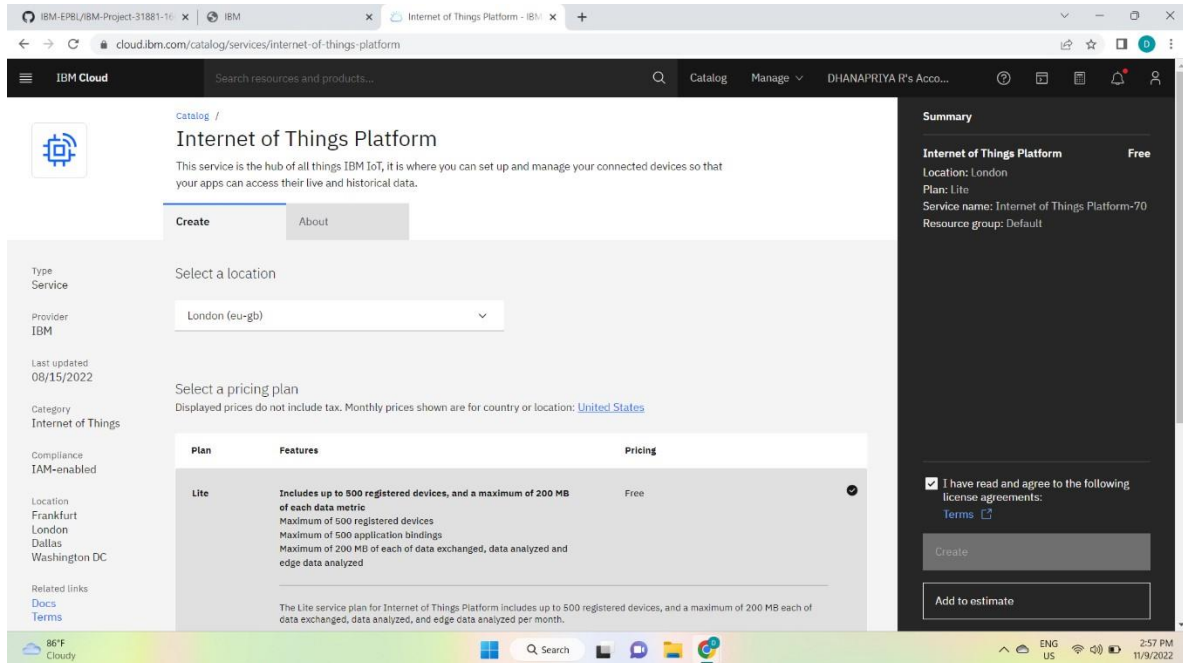 IBM-EPBL/IBM-Project-31881-16
IBM
Internet of Things Platform - IBM
cloud.ibm.com/catalog/services/internet-of-things-platform
D
IBM Cloud
Search resources and products...
Catalog
Manage
DHANAPRIYA R's Acco...
Catalog /
Internet of Things Platform
This service is the hub of all things IBM IoT, it is where you can set up and manage your connected devices so that
your apps can access their live and historical data.
Create
About
Type
Service
Provider
IBM
Last updated
08/15/2022
Category
Internet of Things
Compliance
IAM-enabled
Location
Frankfurt
London
Dallas
Washington DC
Related links
Docs
Terms
Select a location
London (eu-gb)
Select a pricing plan
Displayed prices do not include tax. Monthly prices shown are for country or location: United States
Plan Features Pricing
Lite
Includes up to 500 registered devices, and a maximum of 200 MB
of each data metric
Maximum of 500 registered devices
Maximum of 500 application bindings
Maximum of 200 MB of each of data exchanged, data analyzed and
edge data analyzed
Free
The Lite service plan for Internet of Things Platform includes up to 500 registered devices, and a maximum of 200 MB each of
data exchanged, data analyzed, and edge data analyzed per month.
Summary
Internet of Things Platform Free
Location: London
Plan: Lite
Service name: Internet of Things Platform-70
Resource group: Default
I have read and agree to the following
license agreements:
Terms
Create
Add to estimate
86°F
Cloudy
Search
ENG
US
2:57 PM
11/9/2022